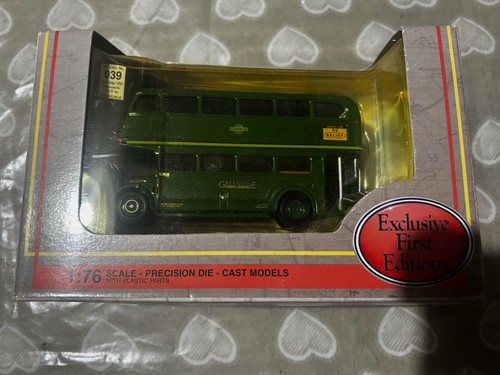 039
RELIEF
GREEN LINE
Exclusive
First
Editions
1:76 SCALE - PRECISION DIE - CAST MODELS
WITH PLASTIC PARTS